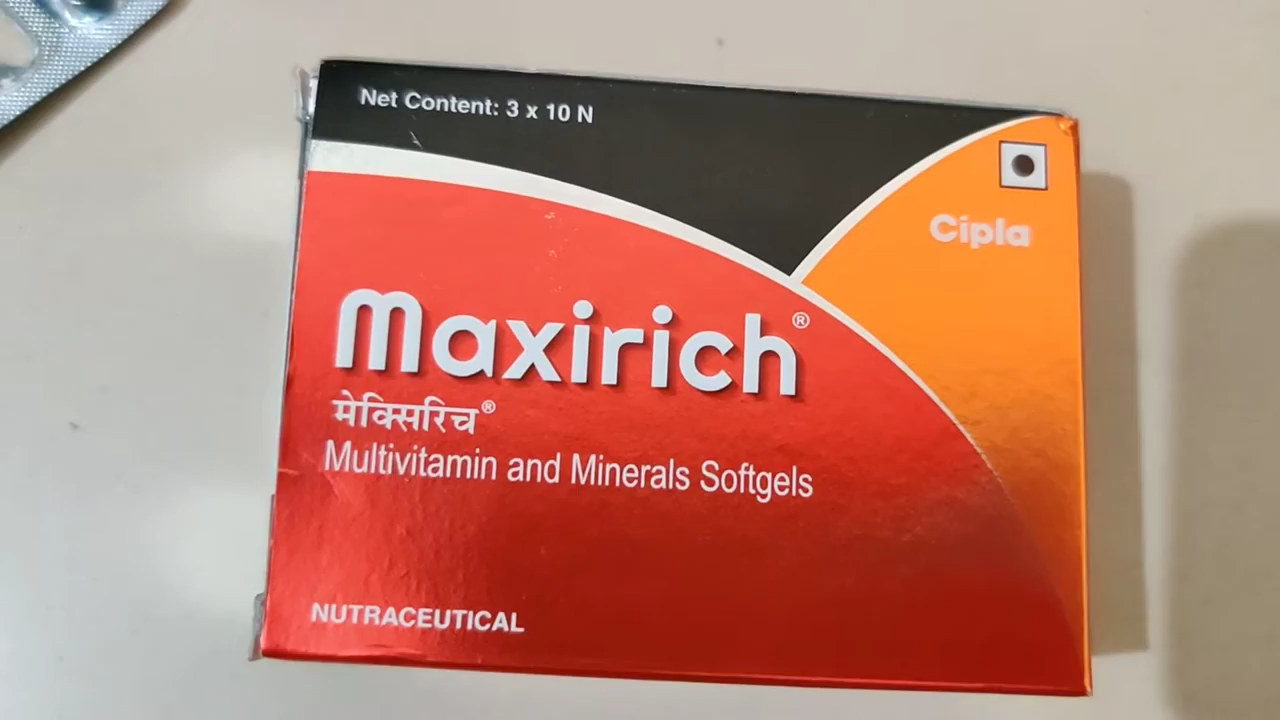 Net Content: 3 x 10 N
Cipla
maxirich®
मेक्सिरिच®
Multivitamin and Minerals Softgels
NUTRACEUTICAL